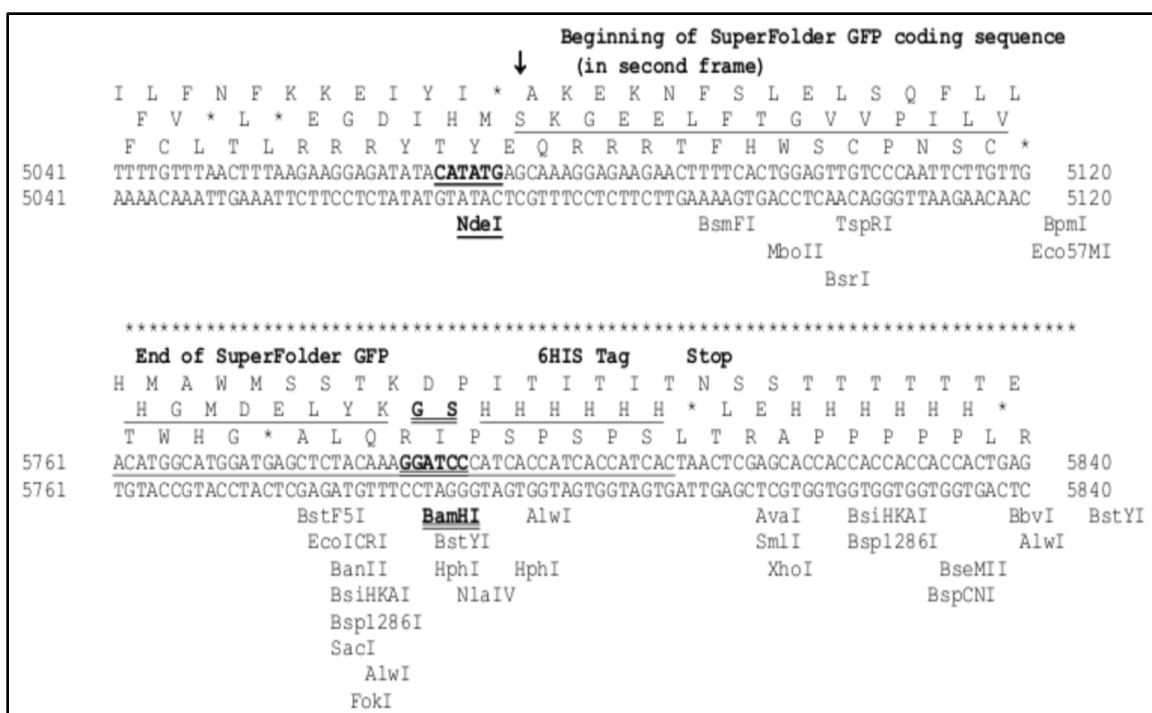 Beginning of SuperFolder GFP coding sequence
↓ (in second frame)
I L F N F K K E I Y I * A K E K N F S L E L S Q F L L
F V * L * E G D I H M S K G E E L F T G V V P I L V
F C L T L R R R Y T Y E Q R R R T F H W S C P N S C *
5041 TTTTGTTTAACTTTAAGAAGGAGATATACATATGAGCAAAGGAGAAGAACTTTTCACTGGAGTTGTCCCAATTCTTGTTG 5120
5041 AAAACAAATTGAAATTCTTCCTCTATATGTATACTCGTTTCCTCTTCTTGAAAAGTGACCTCAACAGGGTTAAGAACAAC 5120
NdeI BsmFI TspRI BpmI
MboII Eco57MI
BsrI
***********************************************************************************
End of SuperFolder GFP 6HIS Tag Stop
H M A W M S S T K D P I T I T I T N S S T T T T T E
H G M D E L Y K G S H H H H H H * L E H H H H H H *
T W H G * A L Q R I P S P S P S L T R A P P P P P L R
5761 ACATGGCATGGATGAGCTCTACAAAGGATCCCATCACCATCACCATCACTAACTCGAGCACCACCACCACCACCACTGAG 5840
5761 TGTACCGTACCTACTCGAGATGTTTCCTAGGGTAGTGGTAGTGGTAGTGATTGAGCTCGTGGTGGTGGTGGTGGTGACTC 5840
BstF5I BamHI AlwI AvaI BsiHKAI BbvI BstYI
EcoICRI BstYI SmlI Bsp1286I AlwI
BanII HphI HphI XhoI BseMII
BsiHKAI NlaIV BspCNI
Bsp1286I
SacI
AlwI
FokI